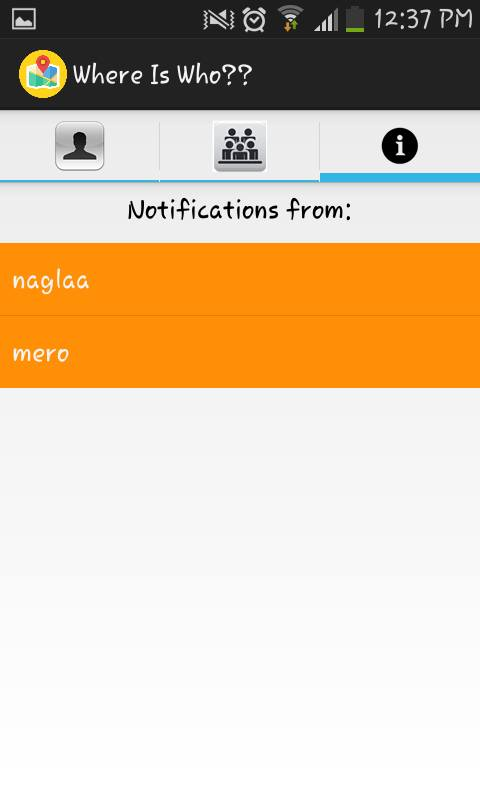 12:37 PM
Where Is Who??
Notifications from:
naglaa
mero